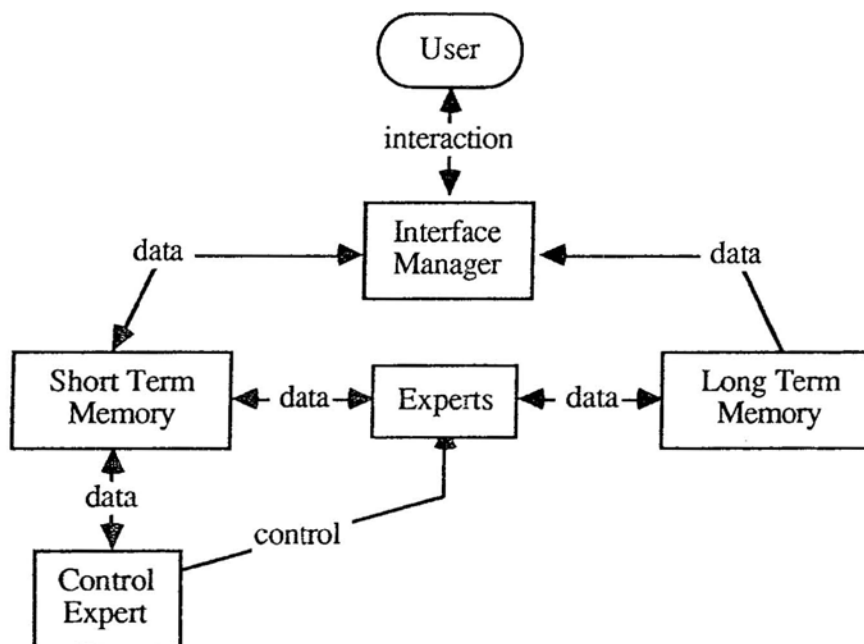 User
interaction
Interface
Manager
data
data
Short Term
Memory
data
Experts
data
Long Term
Memory
data
control
Control
Expert